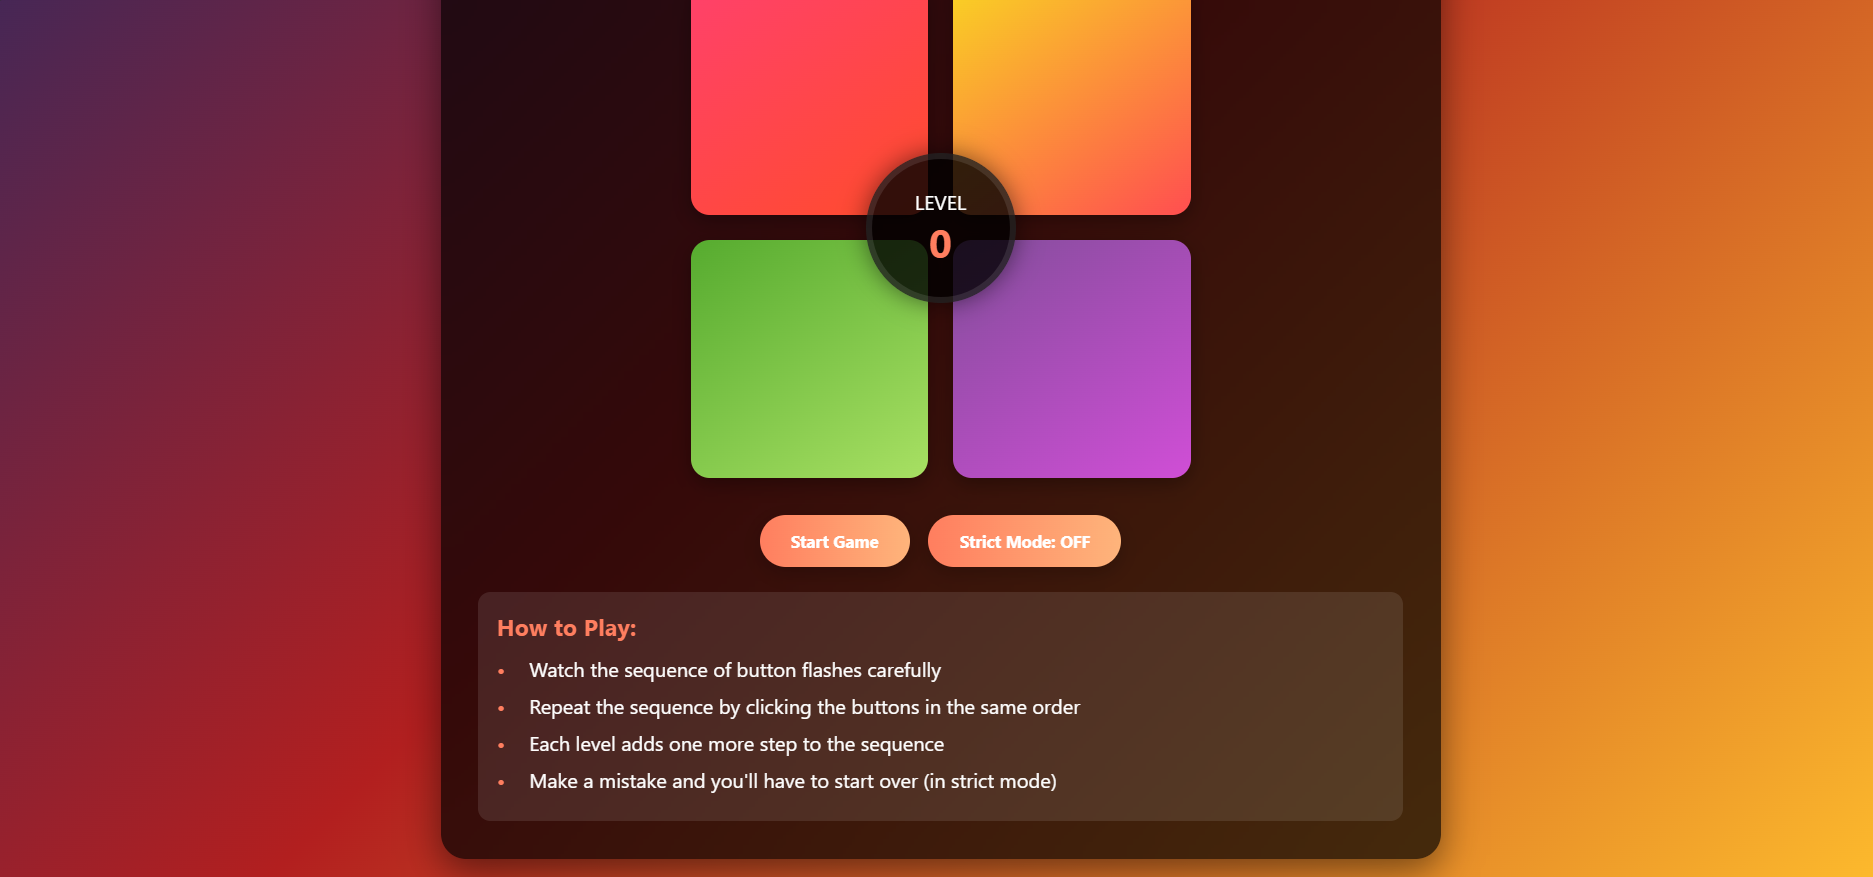 LEVEL
0
Start Game
Strict Mode: OFF
How to Play:
• Watch the sequence of button flashes carefully
• Repeat the sequence by clicking the buttons in the same order
• Each level adds one more step to the sequence
• Make a mistake and you'll have to start over (in strict mode)